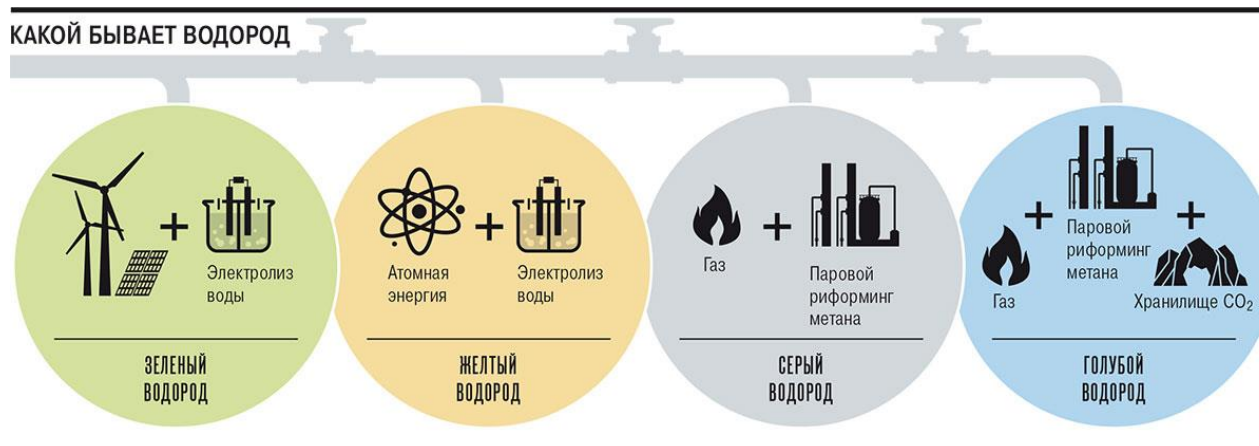 КАКОЙ БЫВАЕТ ВОДОРОД
Электролиз
воды
ЗЕЛЕНЫЙ
ВОДОРОД
Атомная
энергия
Электролиз
воды
ЖЕЛТЫЙ
ВОДОРОД
Газ
Паровой
риформинг
метана
СЕРЫЙ
ВОДОРОД
Газ
Паровой
риформинг
метана
Хранилище CO₂
ГОЛУБОЙ
ВОДОРОД